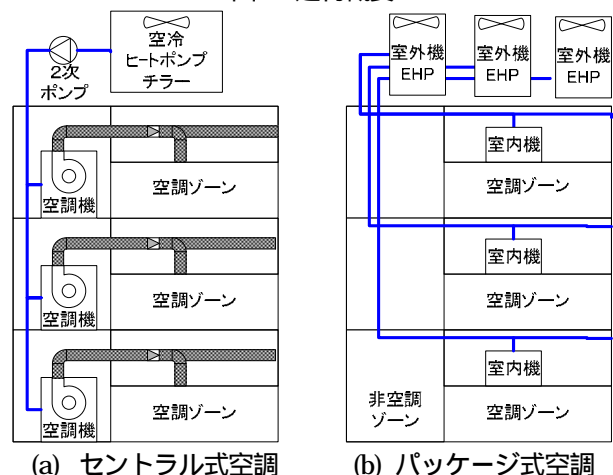 空冷
ヒートポンプ
チラー
2次
ポンプ
空調機
空調ゾーン
空調機
空調ゾーン
空調機
空調ゾーン
(a) セントラル式空調
室外機
EHP
室外機
EHP
室外機
EHP
室内機
空調ゾーン
室内機
空調ゾーン
室内機
非空調
ゾーン
空調ゾーン
(b) パッケージ式空調